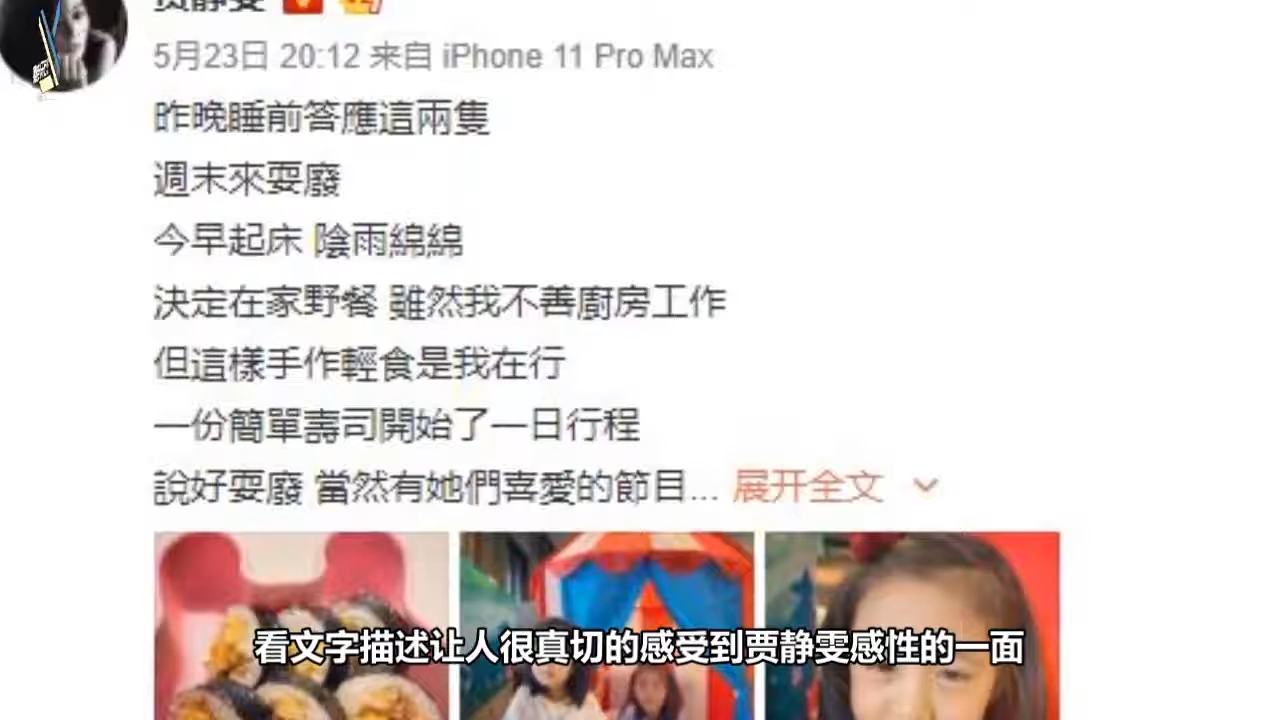 贾静雯
5月23日 20:12 来自 iPhone 11 Pro Max
昨晚睡前答應這兩隻
週末來耍廢
今早起床 陰雨綿綿
決定在家野餐 雖然我不善廚房工作
但這樣手作輕食是我在行
一份簡單壽司開始了一日行程
說好耍廢 當然有她們喜愛的節目... 展开全文
看文字描述让人很真切的感受到贾静雯感性的一面